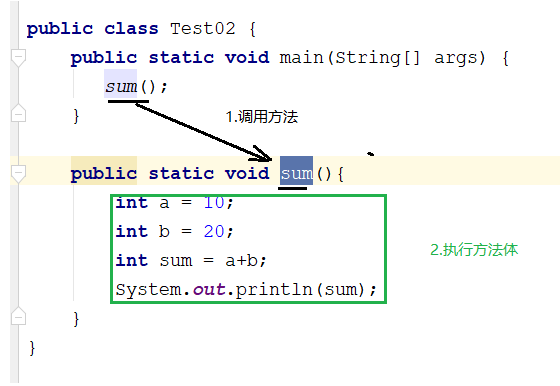 public class Test02 {
public static void main(String[] args) {
sum();
}
1.调用方法
public static void sum(){
int a = 10;
int b = 20;
int sum = a+b;
System.out.println(sum);
2.执行方法体
}
}